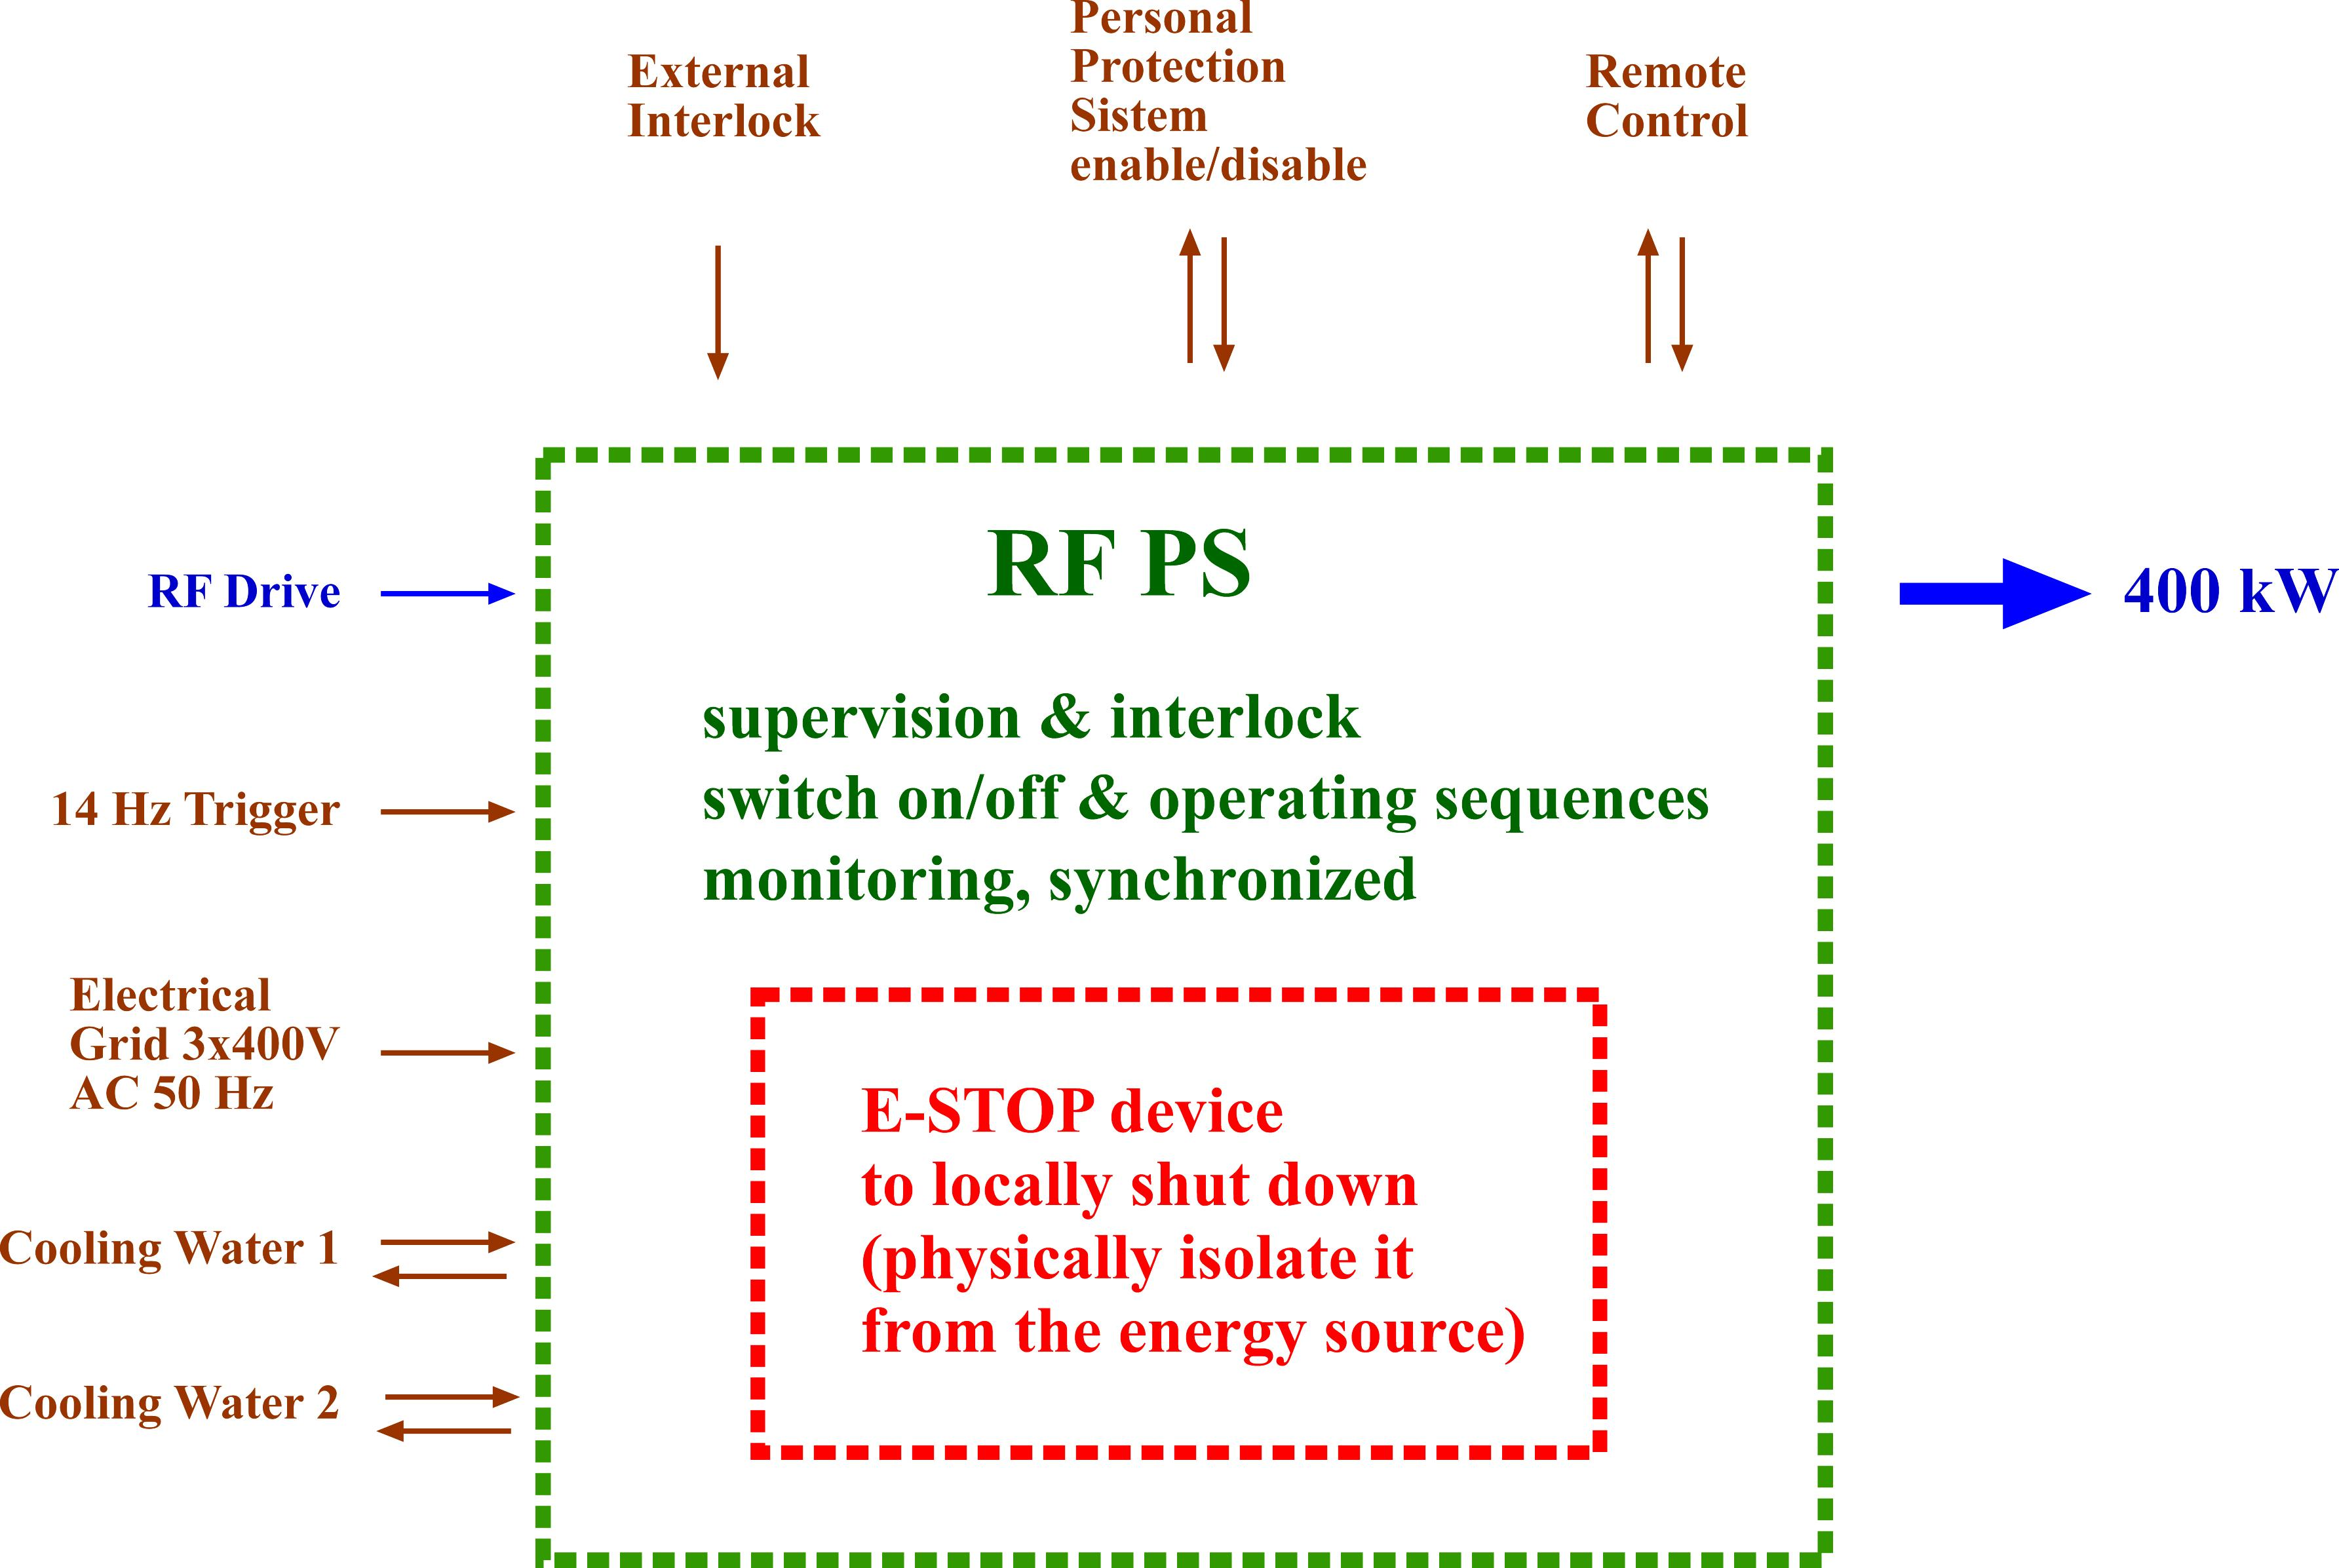 External
Interlock
Personal
Protection
Sistem
enable/disable
Remote
Control
RF Drive
RF PS
400 kW
supervision & interlock
switch on/off & operating sequences
monitoring, synchronized
14 Hz Trigger
Electrical
Grid 3x400V
AC 50 Hz
E-STOP device
to locally shut down
(physically isolate it
from the energy source)
Cooling Water 1
Cooling Water 2